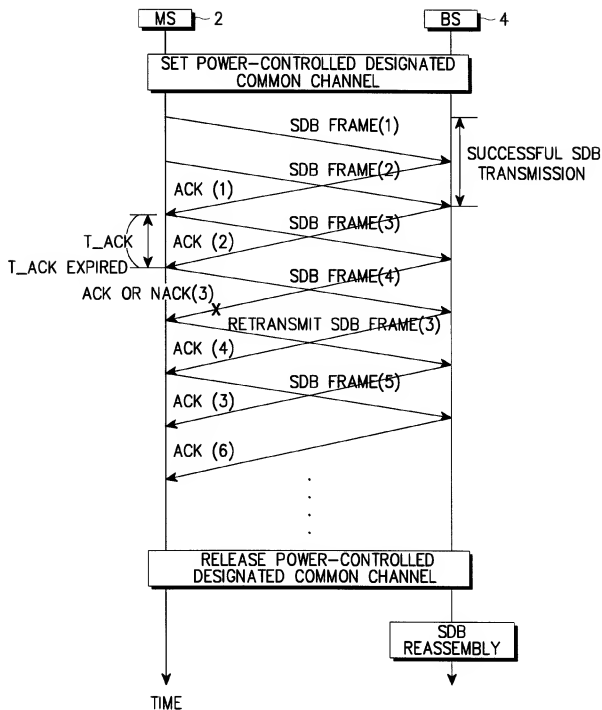 MS 2
BS 4
SET POWER-CONTROLLED DESIGNATED
COMMON CHANNEL
SDB FRAME(1)
SUCCESSFUL SDB
TRANSMISSION
SDB FRAME(2)
ACK (1)
SDB FRAME(3)
T_ACK
ACK (2)
T_ACK EXPIRED
SDB FRAME(4)
ACK OR NACK(3)
X
RETRANSMIT SDB FRAME(3)
ACK (4)
SDB FRAME(5)
ACK (3)
ACK (6)
RELEASE POWER-CONTROLLED
DESIGNATED COMMON CHANNEL
SDB
REASSEMBLY
TIME